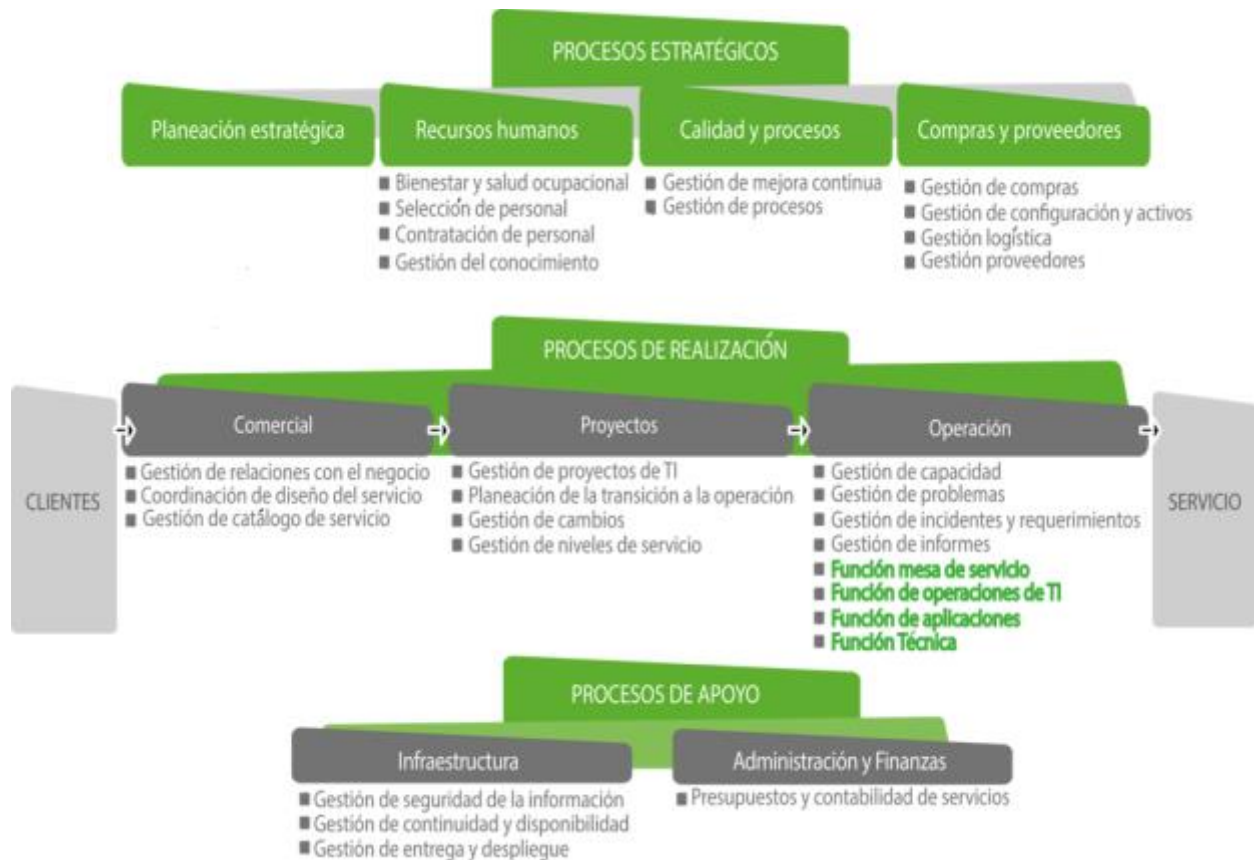 PROCESOS ESTRATÉGICOS
Planeación estratégica
Recursos humanos
Bienestar y salud ocupacional
Selección de personal
Contratación de personal
Gestión del conocimiento
Calidad y procesos
Gestión de mejora continua
Gestión de procesos
Compras y proveedores
Gestión de compras
Gestión de configuración y activos
Gestión logística
Gestión proveedores
PROCESOS DE REALIZACIÓN
CLIENTES
Comercial
Gestión de relaciones con el negocio
Coordinación de diseño del servicio
Gestión de catálogo de servicio
Proyectos
Gestión de proyectos de TI
Planeación de la transición a la operación
Gestión de cambios
Gestión de niveles de servicio
Operación
Gestión de capacidad
Gestión de problemas
Gestión de incidentes y requerimientos
Gestión de informes
Función mesa de servicio
Función de operaciones de TI
Función de aplicaciones
Función Técnica
SERVICIO
PROCESOS DE APOYO
Infraestructura
Gestión de seguridad de la información
Gestión de continuidad y disponibilidad
Gestión de entrega y despliegue
Administración y Finanzas
Presupuestos y contabilidad de servicios